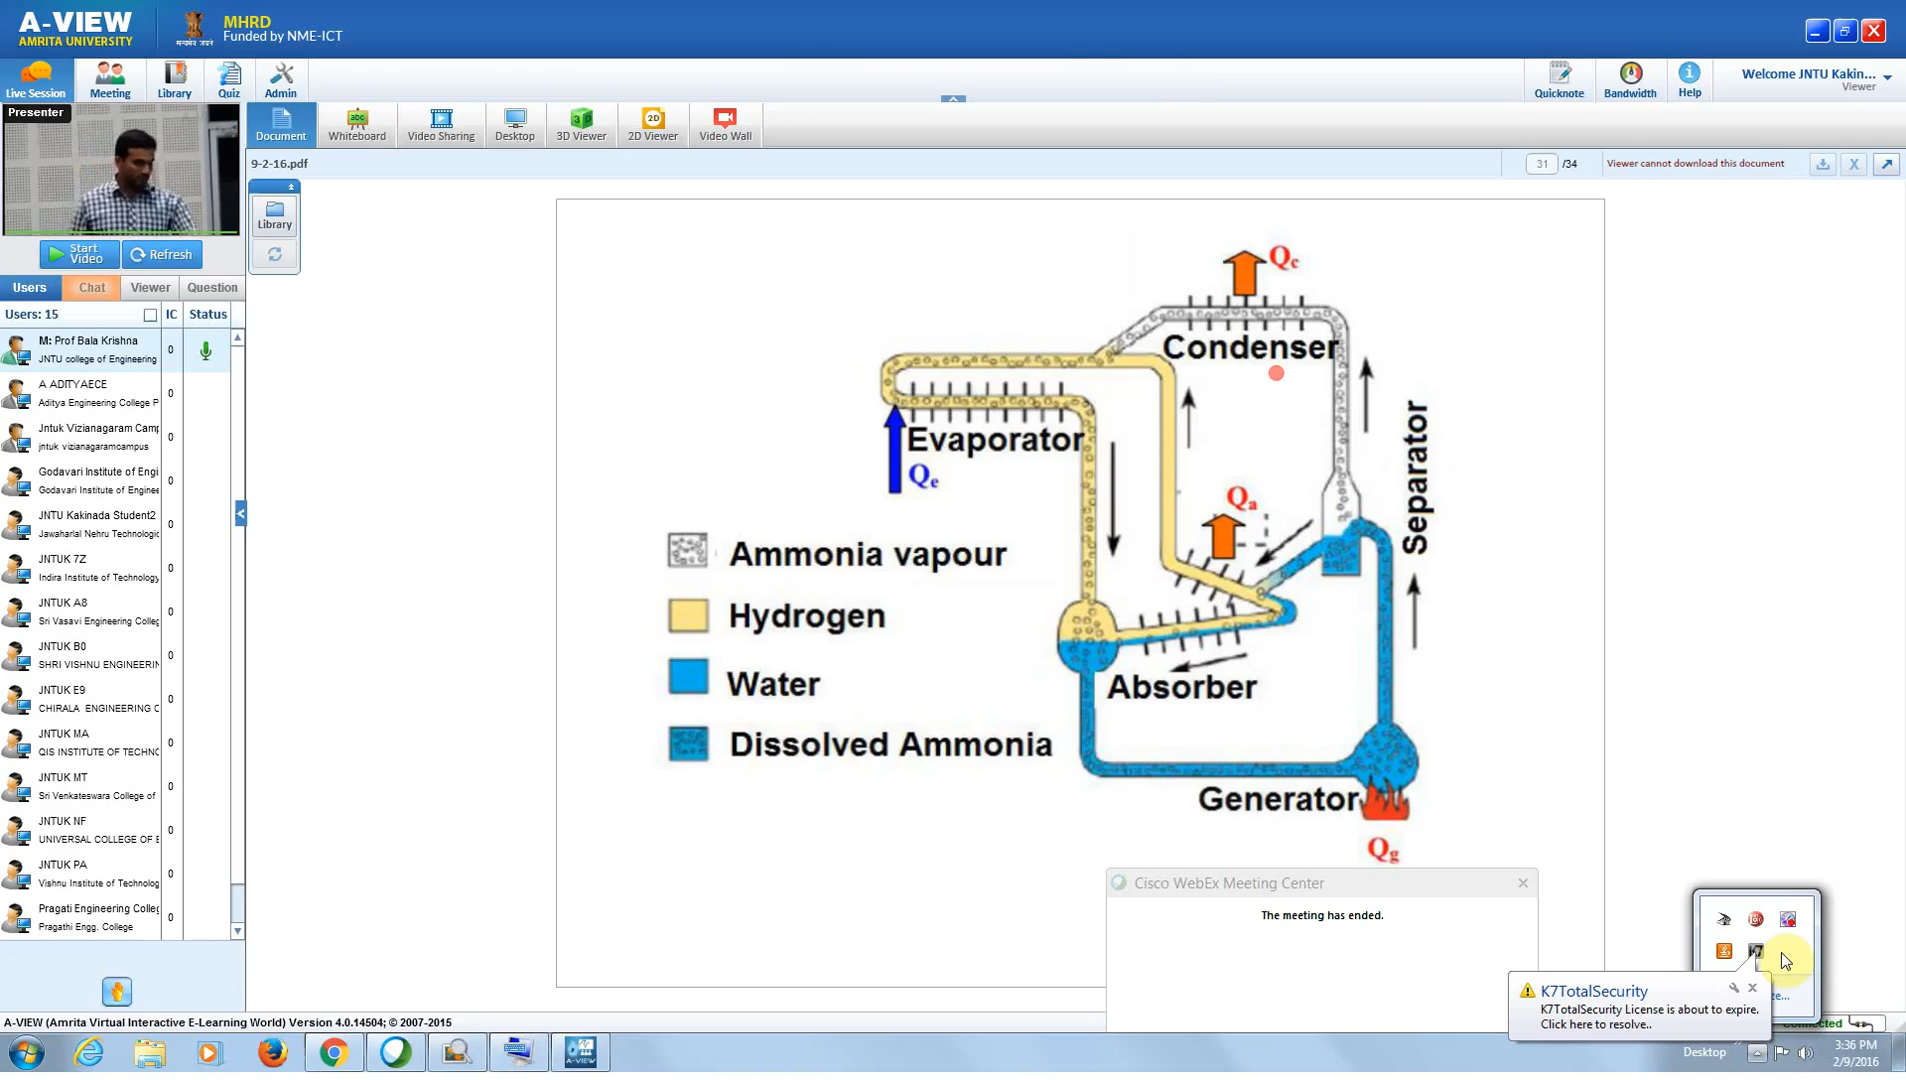 A-VIEW
AMRITA UNIVERSITY
MHRD
Funded by NME-ICT
Live Session
Meeting
Library
Quiz
Admin
Quicknote
Bandwidth
Help
Welcome JNTU Kakin...
Viewer
Presenter
Document
Whiteboard
Video Sharing
Desktop
3D Viewer
2D Viewer
Video Wall
9-2-16.pdf
31 /34
Viewer cannot download this document
Library
Start Video
Refresh
Users
Chat
Viewer
Question
Users: 15
IC
Status
M: Prof Bala Krishna
JNTU college of Engineering
0
A ADITYAECE
Aditya Engineering College P
0
Jntuk Vizianagaram Camp
jntuk vizianagaramcampus
0
Godavari Institute of Engi
Godavari Institute of Enginee
0
JNTU Kakinada Student2
Jawaharlal Nehru Technologic
0
JNTUK 7Z
Indira Institute of Technology
0
JNTUK A8
Sri Vasavi Engineering Colleg
0
JNTUK B0
SHRI VISHNU ENGINEERIN
0
JNTUK E9
CHIRALA ENGINEERING C
0
JNTUK MA
QIS INSTITUTE OF TECHNO
0
JNTUK MT
Sri Venkateswara College of
0
JNTUK NF
UNIVERSAL COLLEGE OF E
0
JNTUK PA
Vishnu Institute of Technolog
0
Pragati Engineering Colleg
Pragathi Engg. College
0
Qc
Condenser
Evaporator
Qe
Separator
Qa
Ammonia vapour
Hydrogen
Water
Dissolved Ammonia
Absorber
Generator
Qg
Cisco WebEx Meeting Center
The meeting has ended.
K7TotalSecurity
K7TotalSecurity License is about to expire.
Click here to resolve..
A-VIEW (Amrita Virtual Interactive E-Learning World) Version 4.0.14504; © 2007-2015
Desktop
3:36 PM
2/9/2016